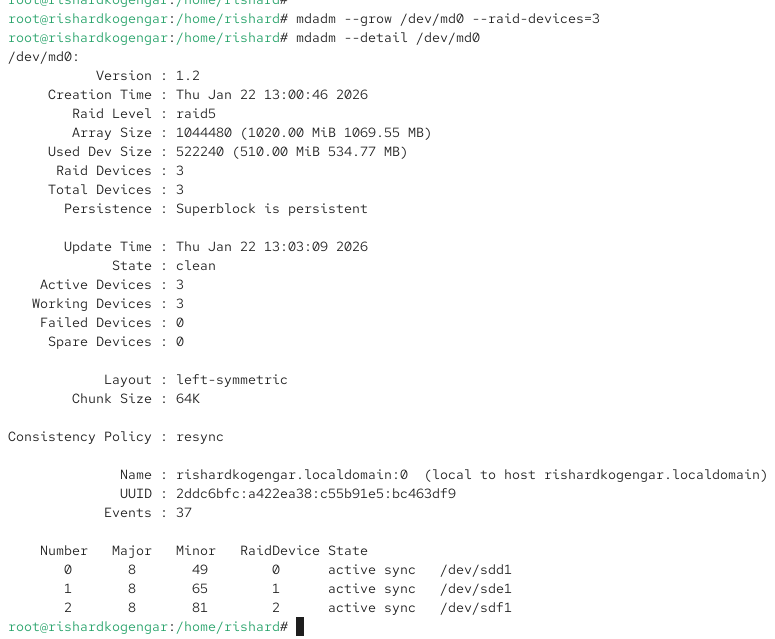 root@rishardkogengar:/home/rishard#
root@rishardkogengar:/home/rishard# mdadm --grow /dev/md0 --raid-devices=3
root@rishardkogengar:/home/rishard# mdadm --detail /dev/md0
/dev/md0:
           Version : 1.2
     Creation Time : Thu Jan 22 13:00:46 2026
        Raid Level : raid5
        Array Size : 1044480 (1020.00 MiB 1069.55 MB)
     Used Dev Size : 522240 (510.00 MiB 534.77 MB)
      Raid Devices : 3
     Total Devices : 3
       Persistence : Superblock is persistent

       Update Time : Thu Jan 22 13:03:09 2026
             State : clean
    Active Devices : 3
   Working Devices : 3
    Failed Devices : 0
     Spare Devices : 0

            Layout : left-symmetric
        Chunk Size : 64K

Consistency Policy : resync

              Name : rishardkogengar.localdomain:0  (local to host rishardkogengar.localdomain)
              UUID : 2ddc6bfc:a422ea38:c55b91e5:bc463df9
            Events : 37

    Number   Major   Minor   RaidDevice State
       0       8       49        0      active sync   /dev/sdd1
       1       8       65        1      active sync   /dev/sde1
       2       8       81        2      active sync   /dev/sdf1
root@rishardkogengar:/home/rishard#